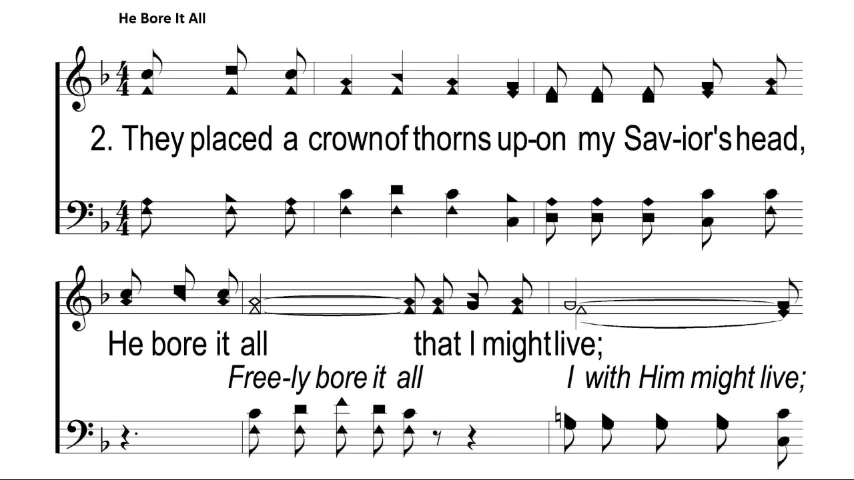 He Bore It All
2. They placed a crown of thorns up-on my Sav-ior's head,
He bore it all that I might live;
Free-ly bore it all I with Him might live;